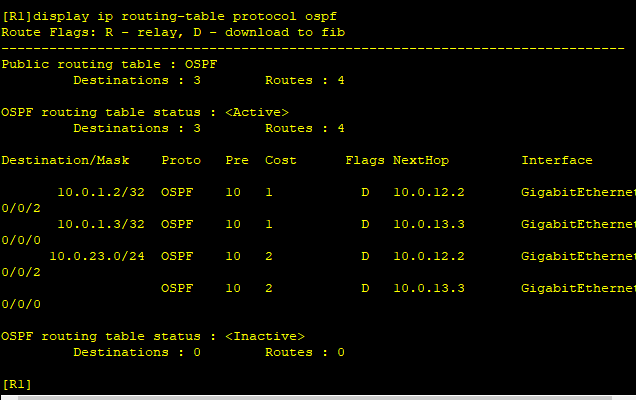 [R1]display ip routing-table protocol ospf
Route Flags: R - relay, D - download to fib
------------------------------------------------------------------------------
Public routing table : OSPF
         Destinations : 3        Routes : 4
OSPF routing table status : <Active>
         Destinations : 3        Routes : 4
Destination/Mask    Proto   Pre  Cost      Flags NextHop         Interface
       10.0.1.2/32  OSPF    10   1           D   10.0.12.2       GigabitEthernet
0/0/2
       10.0.1.3/32  OSPF    10   1           D   10.0.13.3       GigabitEthernet
0/0/0
      10.0.23.0/24  OSPF    10   2           D   10.0.12.2       GigabitEthernet
0/0/2
                    OSPF    10   2           D   10.0.13.3       GigabitEthernet
0/0/0
OSPF routing table status : <Inactive>
         Destinations : 0        Routes : 0
[R1]